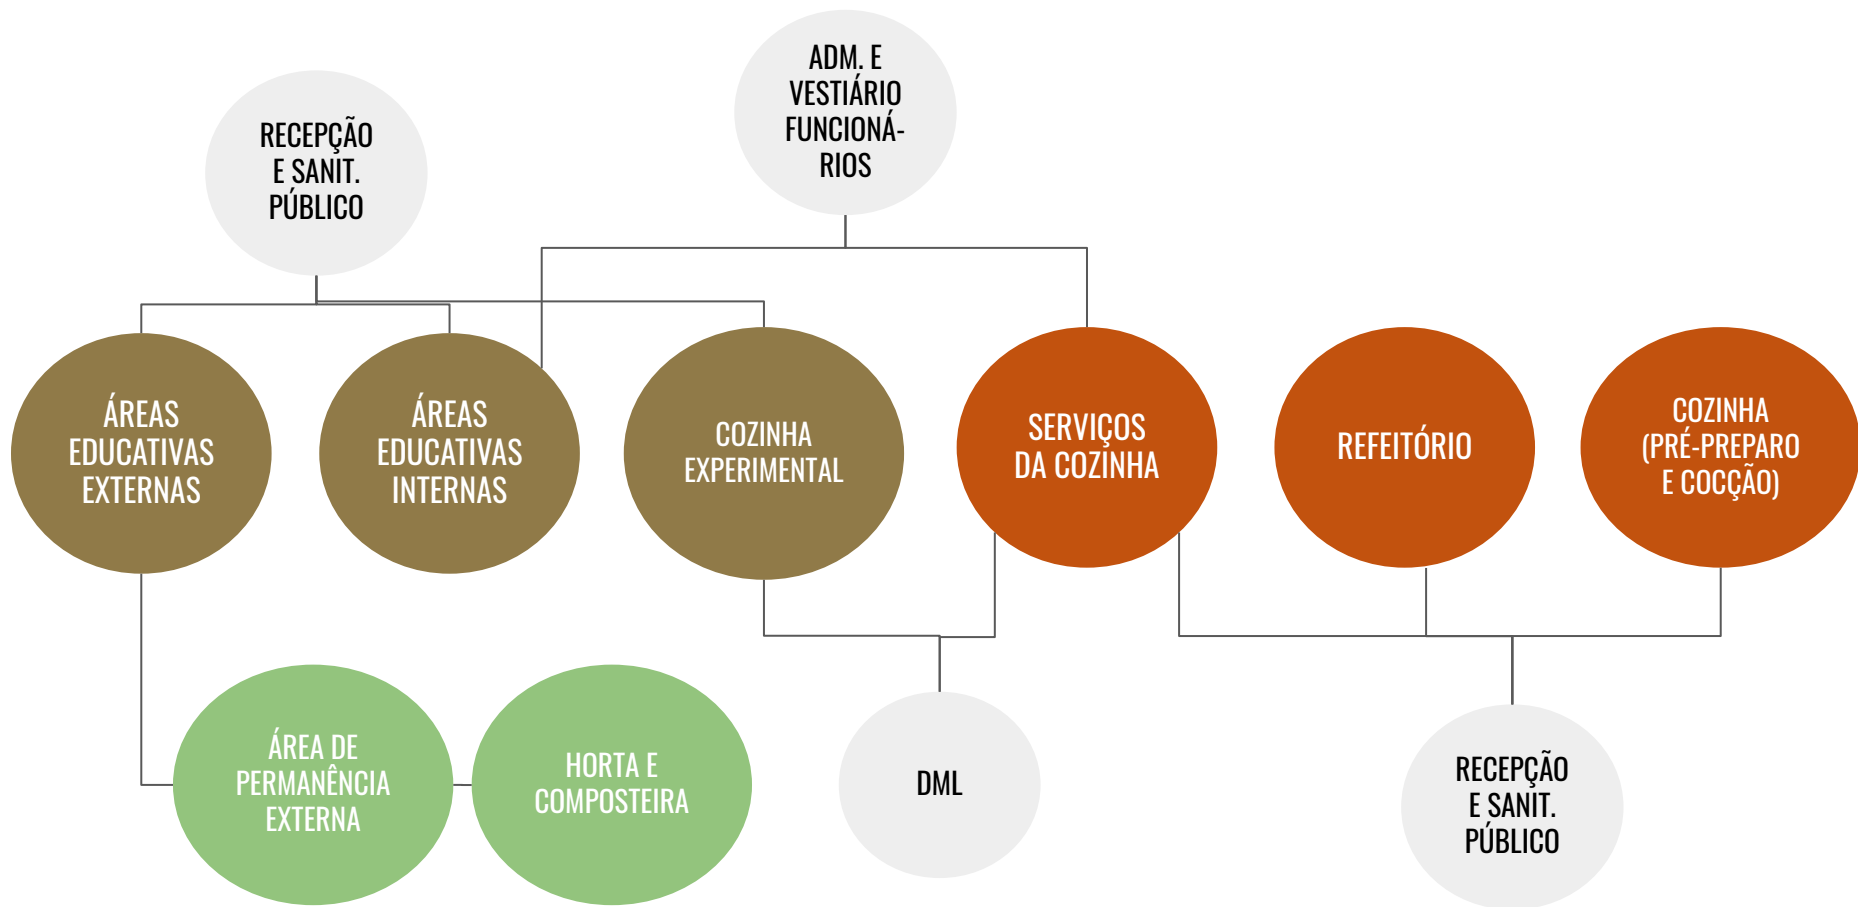 RECEPÇÃO
E SANIT.
PÚBLICO
ADM. E
VESTIÁRIO
FUNCIONÁ-
RIOS
ÁREAS
EDUCATIVAS
EXTERNAS
ÁREAS
EDUCATIVAS
INTERNAS
COZINHA
EXPERIMENTAL
SERVIÇOS
DA COZINHA
REFEITÓRIO
COZINHA
(PRÉ-PREPARO
E COCÇÃO)
ÁREA DE
PERMANÊNCIA
EXTERNA
HORTA E
COMPOSTEIRA
DML
RECEPÇÃO
E SANIT.
PÚBLICO